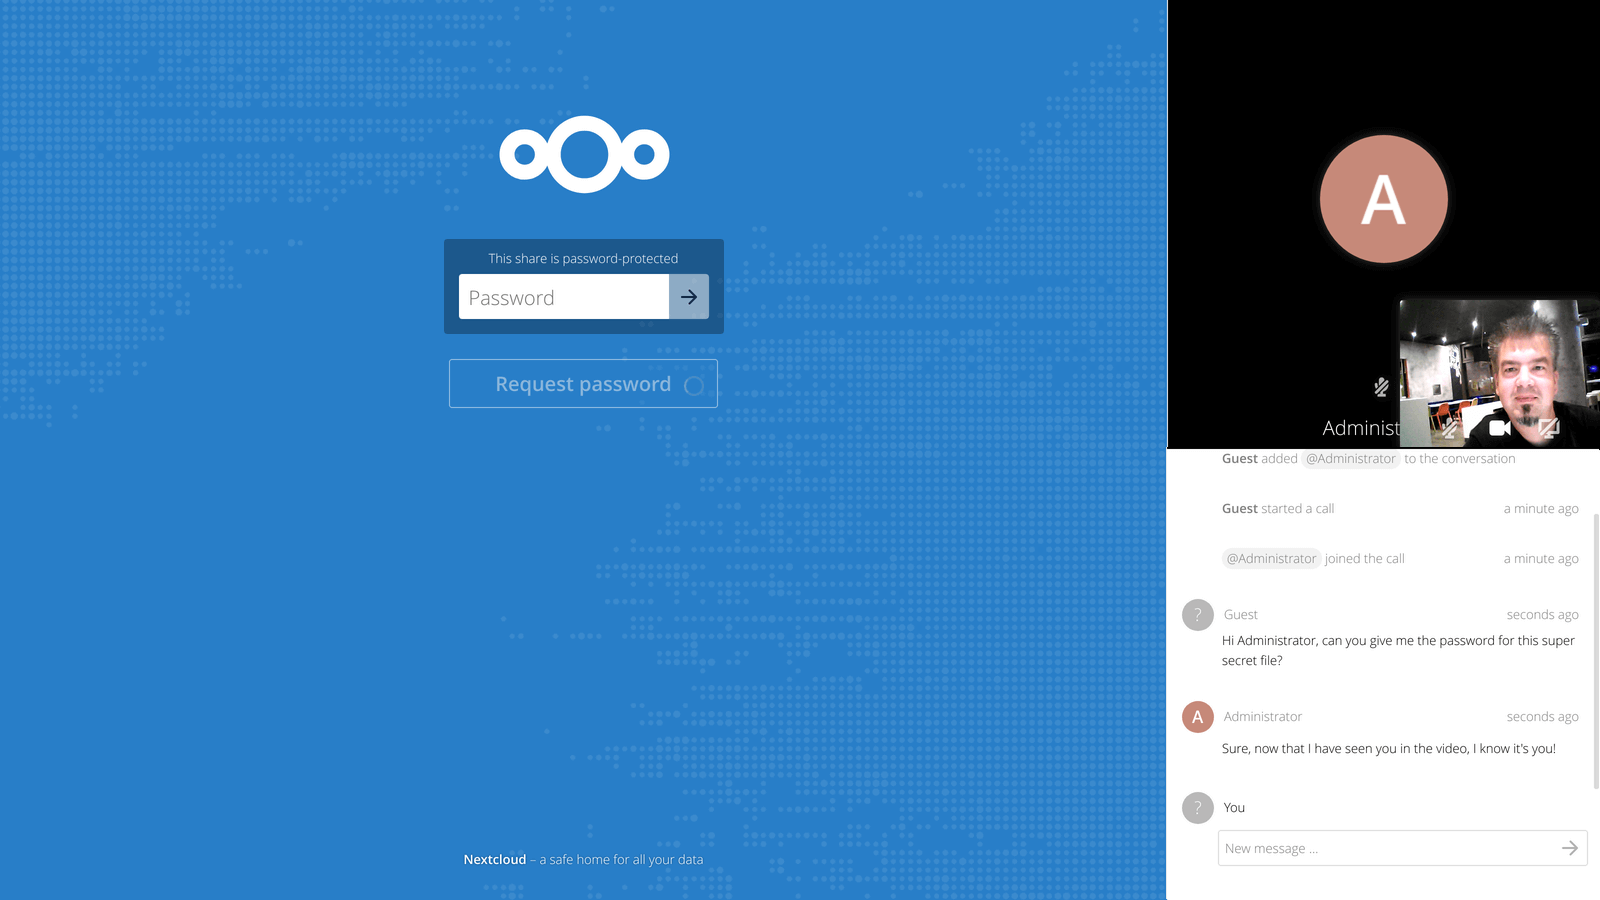 This share is password-protected
Password
Request password
Nextcloud – a safe home for all your data
A
Administ
Guest added @Administrator to the conversation
Guest started a call a minute ago
@Administrator joined the call a minute ago
? Guest seconds ago
Hi Administrator, can you give me the password for this super
secret file?
A Administrator seconds ago
Sure, now that I have seen you in the video, I know it's you!
? You
New message ...